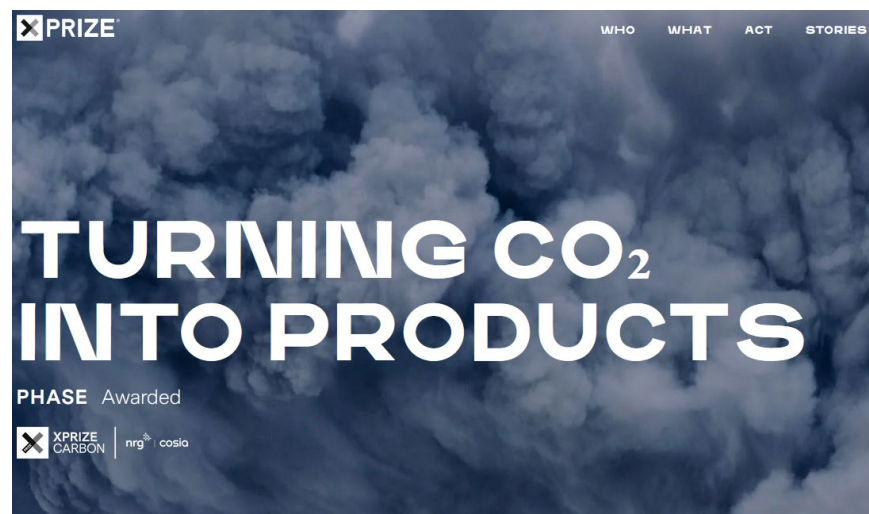 XPRIZE®
WHO WHAT ACT STORIES
TURNING CO₂
INTO PRODUCTS
PHASE Awarded
XPRIZE
CARBON
nrg cosia